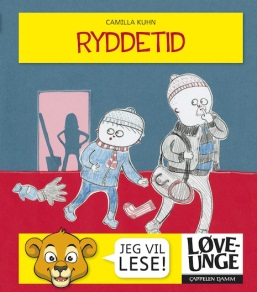 CAMILLA KUHN
RYDDETID
JEG VIL
LESE!
LØVE-
UNGE
CAPPELEN DAMM